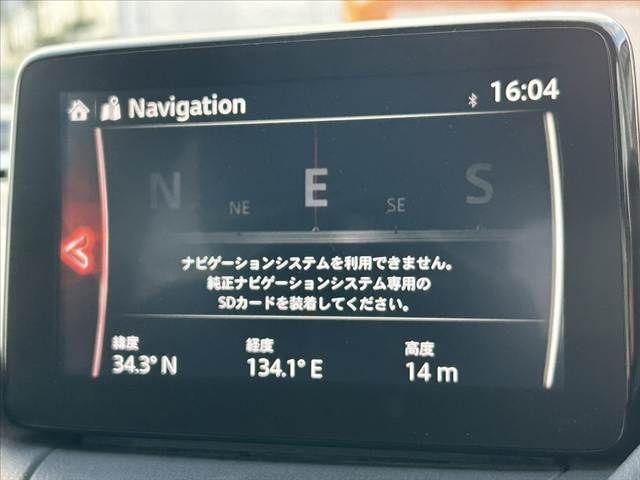 Navigation 16:04
N NE E SE S
ナビゲーションシステムを利用できません。
純正ナビゲーションシステム専用の
SDカードを装着してください。
緯度 経度 高度
34.3° N 134.1° E 14 m